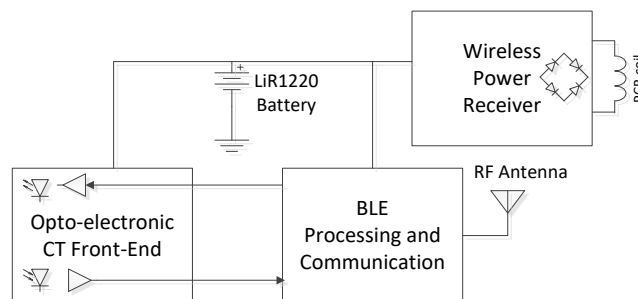 Wireless
Power
Receiver
PCB coil
+
LiR1220
Battery
RF Antenna
Opto-electronic
CT Front-End
BLE
Processing and
Communication